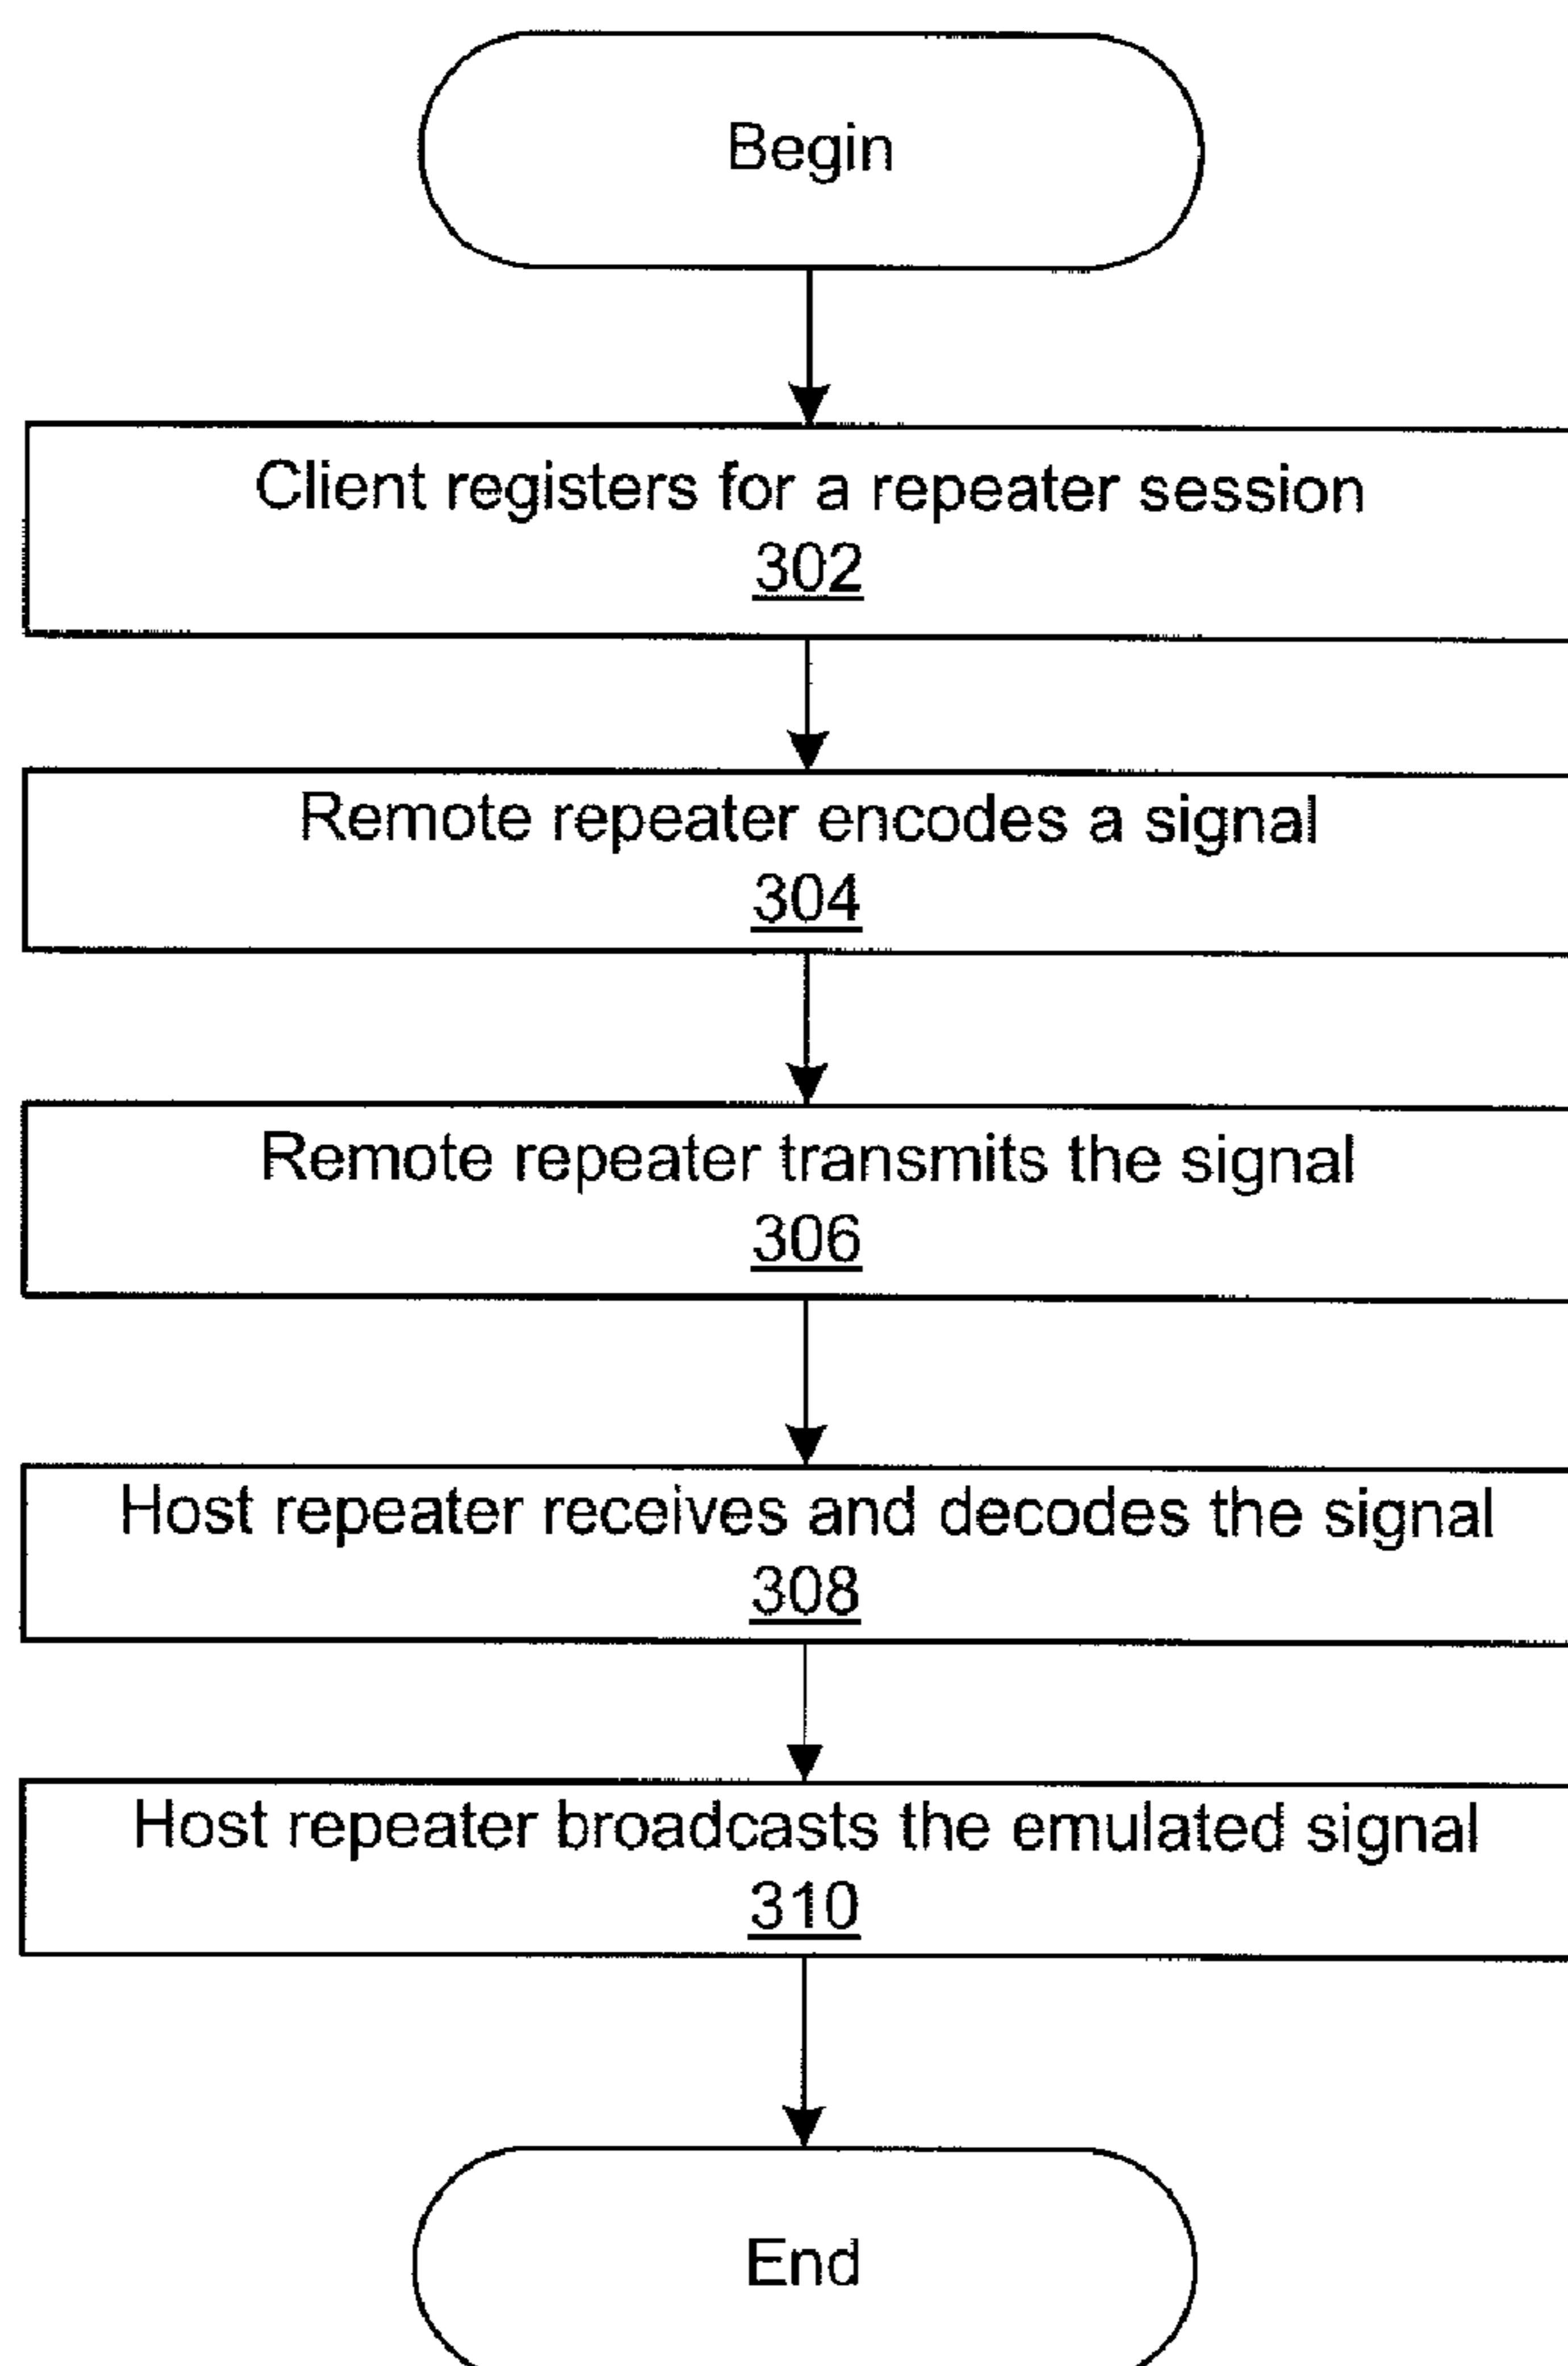 Begin
Client registers for a repeater session
302
Remote repeater encodes a signal
304
Remote repeater transmits the signal
306
Host repeater receives and decodes the signal
308
Host repeater broadcasts the emulated signal
310
End